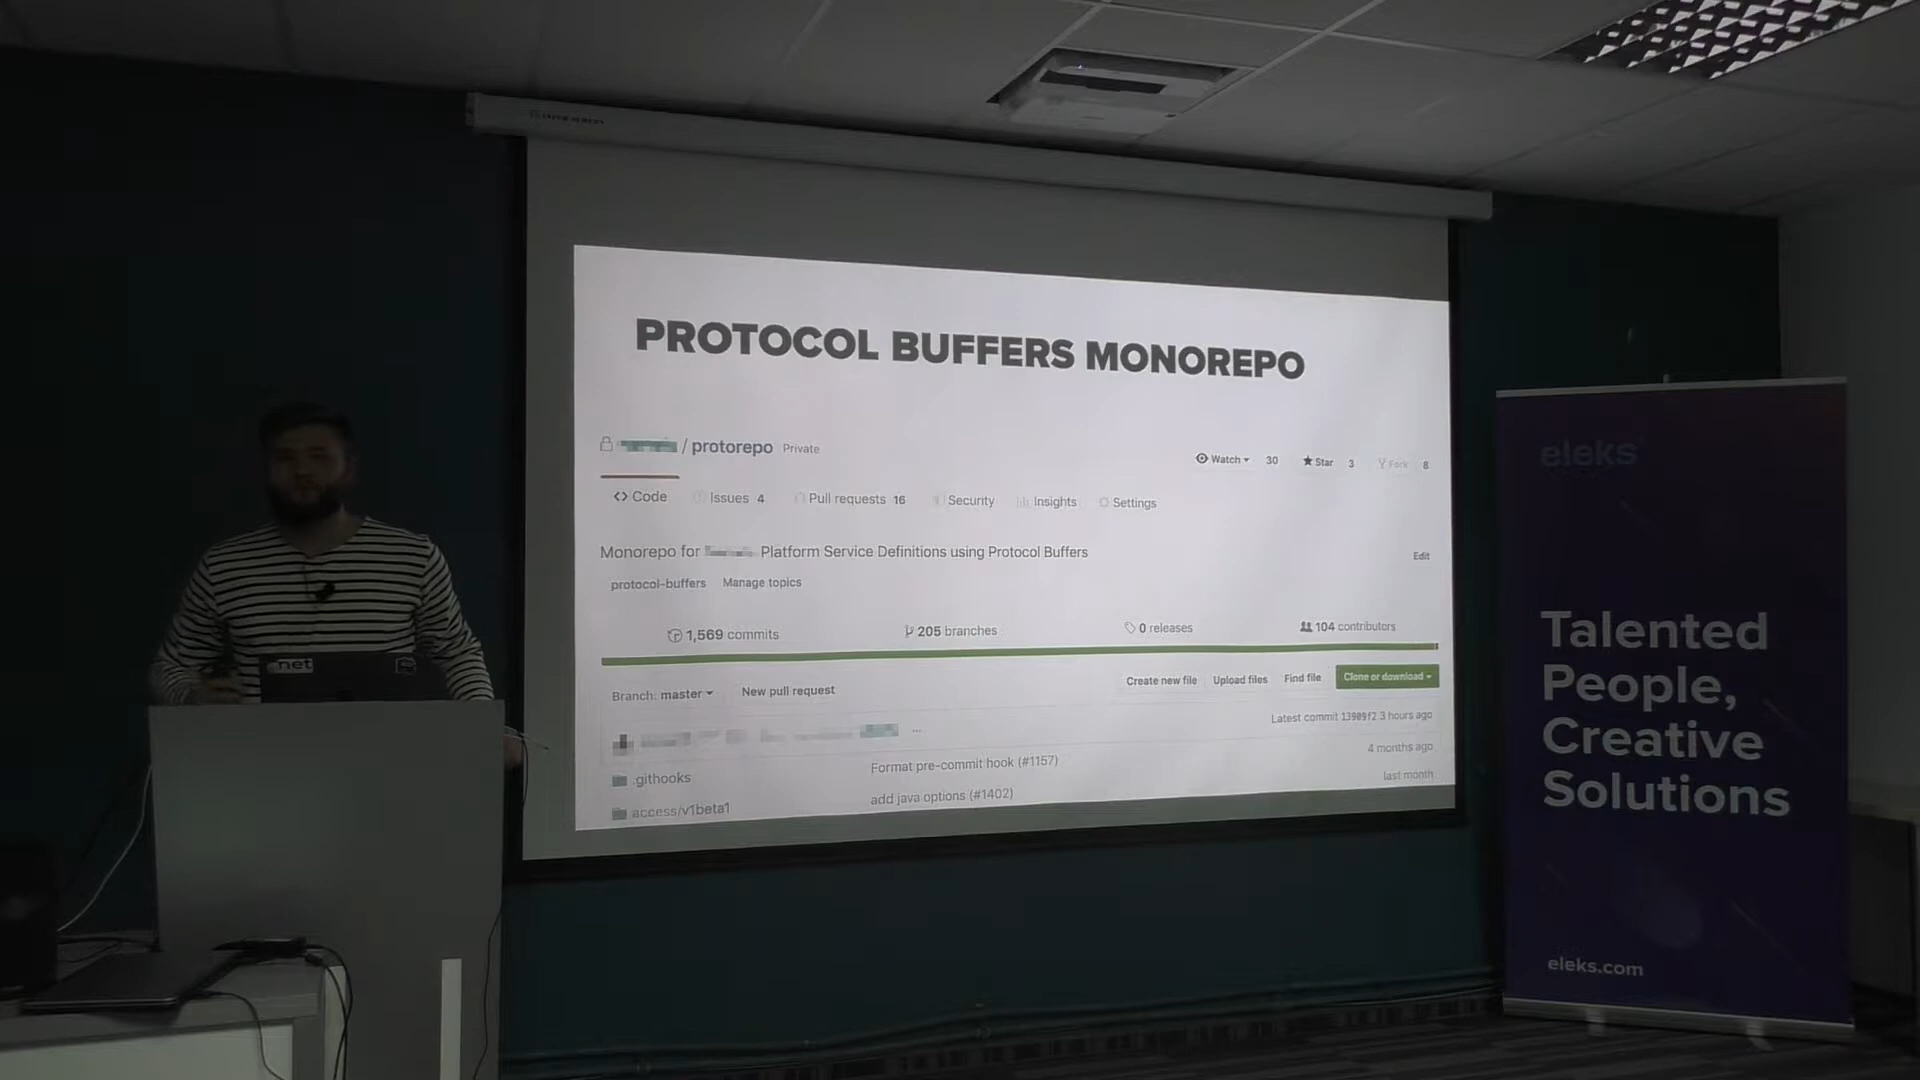 PROTOCOL BUFFERS MONOREPO
/ protorepo Private
Watch 30 Star 3 Fork 8
Code Issues 4 Pull requests 16 Security Insights Settings
Monorepo for Platform Service Definitions using Protocol Buffers
Edit
protocol-buffers Manage topics
1,569 commits 205 branches 0 releases 104 contributors
Branch: master New pull request Create new file Upload files Find file Clone or download
Latest commit 13909f2 3 hours ago
.githooks Format pre-commit hook (#1157) 4 months ago
access/v1beta1 add java options (#1402) last month
.net
eleks
Talented
People,
Creative
Solutions
eleks.com